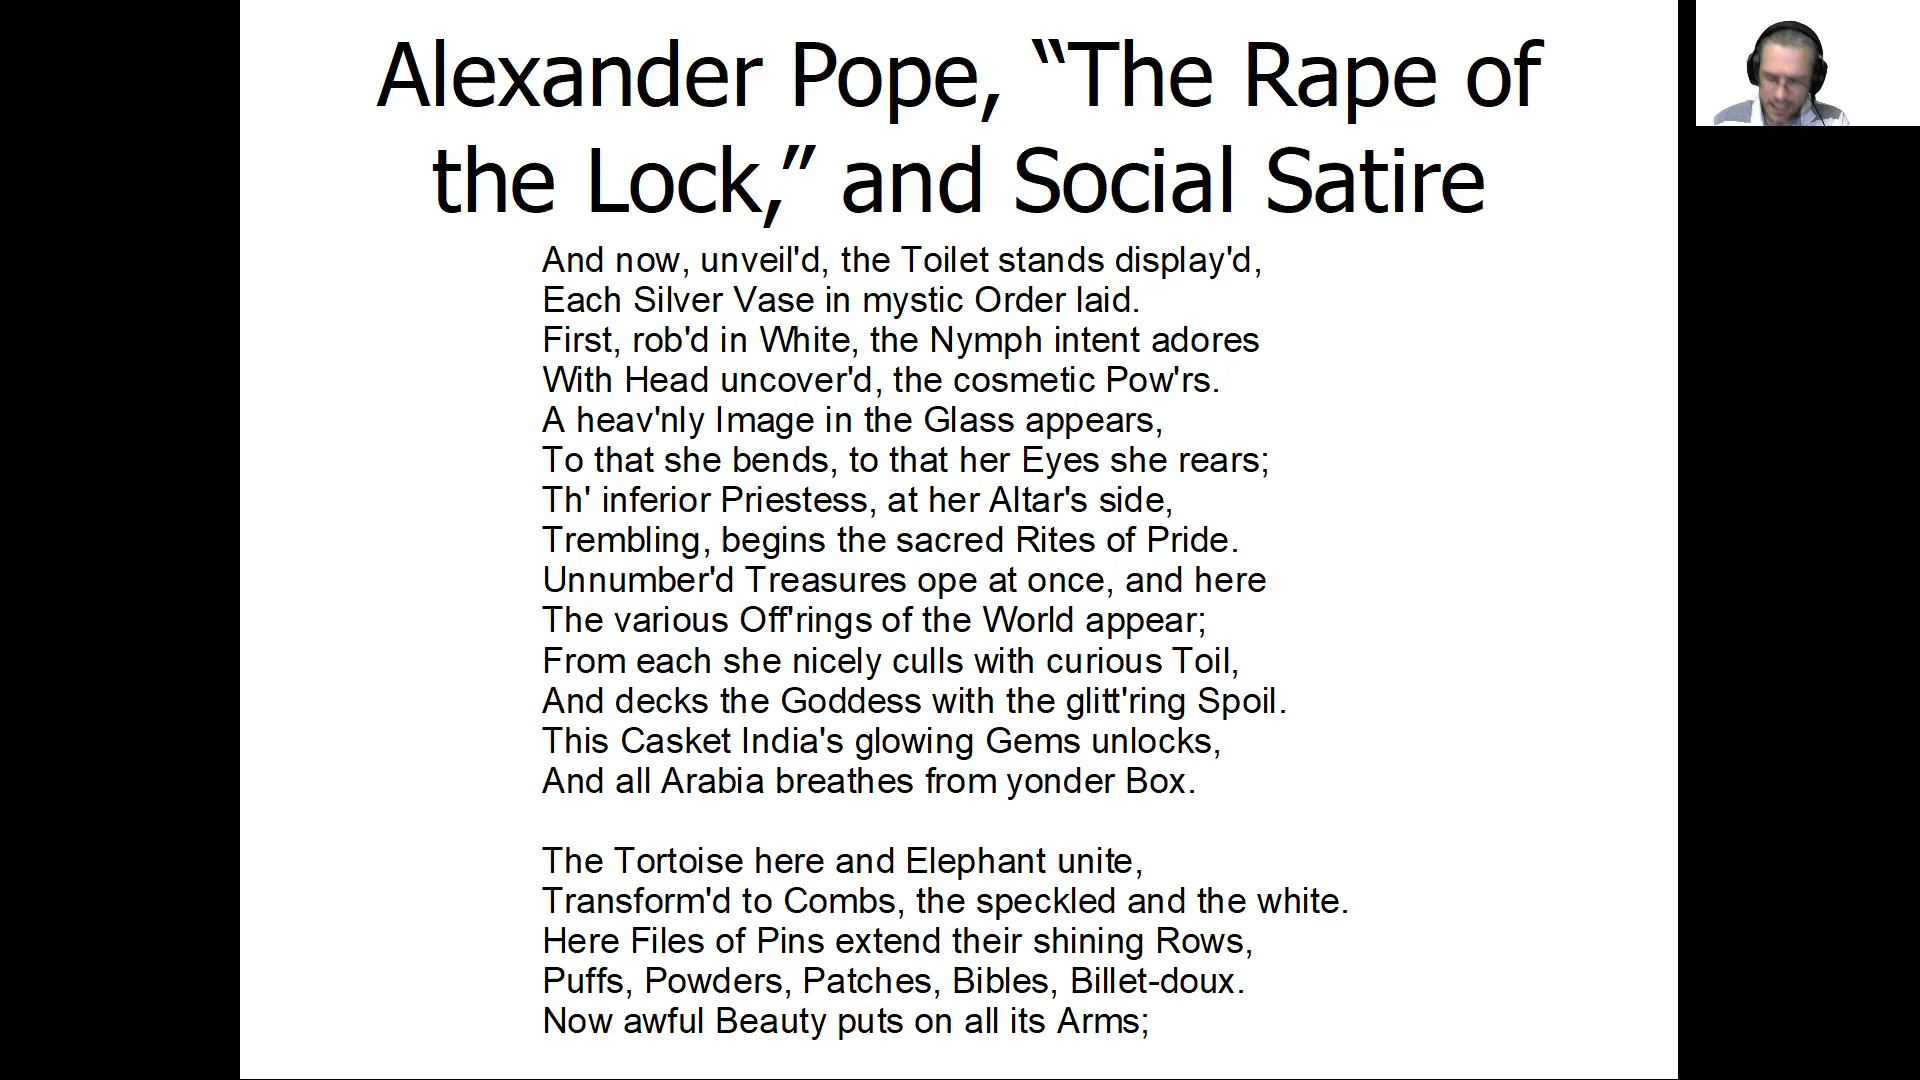 Alexander Pope, “The Rape of
the Lock,” and Social Satire
And now, unveil'd, the Toilet stands display'd,
Each Silver Vase in mystic Order laid.
First, rob'd in White, the Nymph intent adores
With Head uncover'd, the cosmetic Pow'rs.
A heav'nly Image in the Glass appears,
To that she bends, to that her Eyes she rears;
Th' inferior Priestess, at her Altar's side,
Trembling, begins the sacred Rites of Pride.
Unnumber'd Treasures ope at once, and here
The various Off'rings of the World appear;
From each she nicely culls with curious Toil,
And decks the Goddess with the glitt'ring Spoil.
This Casket India's glowing Gems unlocks,
And all Arabia breathes from yonder Box.
The Tortoise here and Elephant unite,
Transform'd to Combs, the speckled and the white.
Here Files of Pins extend their shining Rows,
Puffs, Powders, Patches, Bibles, Billet-doux.
Now awful Beauty puts on all its Arms;